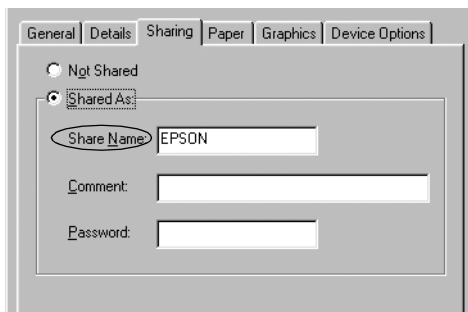 General Details Sharing Paper Graphics Device Options
Not Shared
Shared As:
Share Name: EPSON
Comment:
Password: